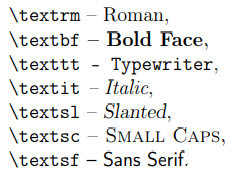 \textrm – Roman,
\textbf – Bold Face,
\texttt - Typewriter,
\textit – Italic,
\textsl – Slanted,
\textsc – Small Caps,
\textsf – Sans Serif.